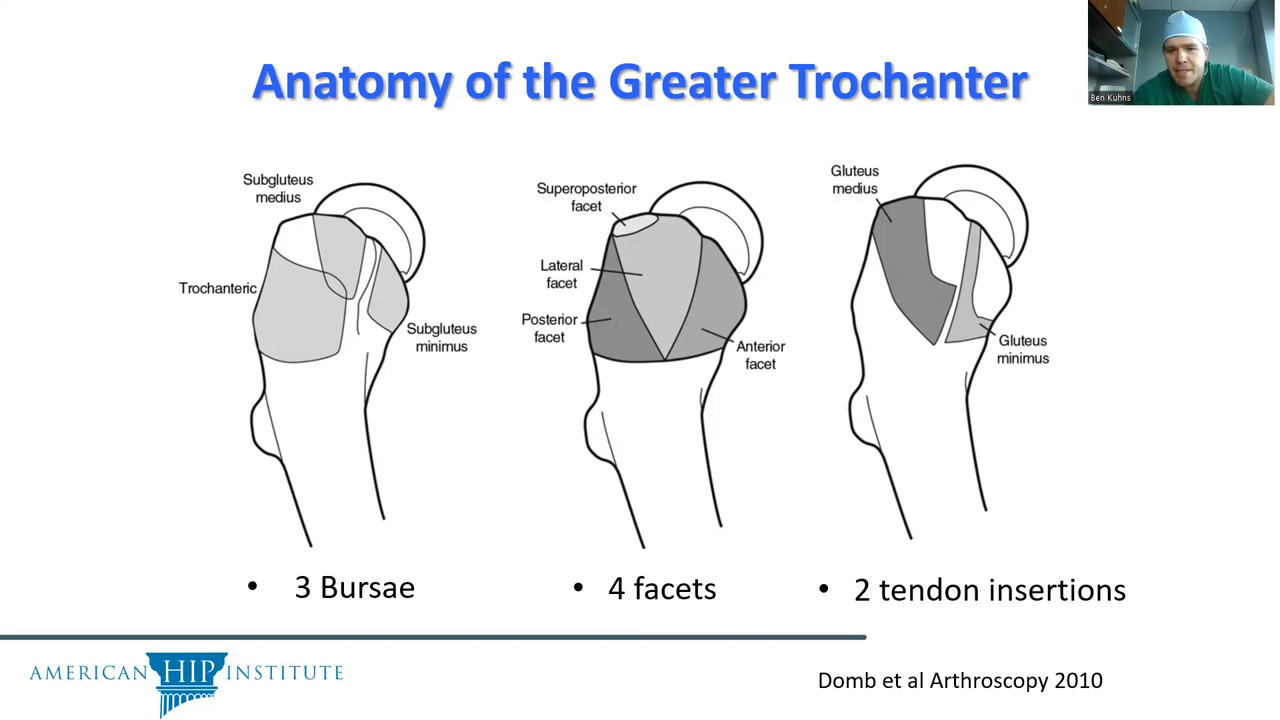 Anatomy of the Greater Trochanter
Ben Kuhns
Subgluteus
medius
Trochanteric
Subgluteus
minimus
Superoposterior
facet
Lateral
facet
Posterior
facet
Anterior
facet
Gluteus
medius
Gluteus
minimus
• 3 Bursae
• 4 facets
• 2 tendon insertions
AMERICAN HIP INSTITUTE
Domb et al Arthroscopy 2010